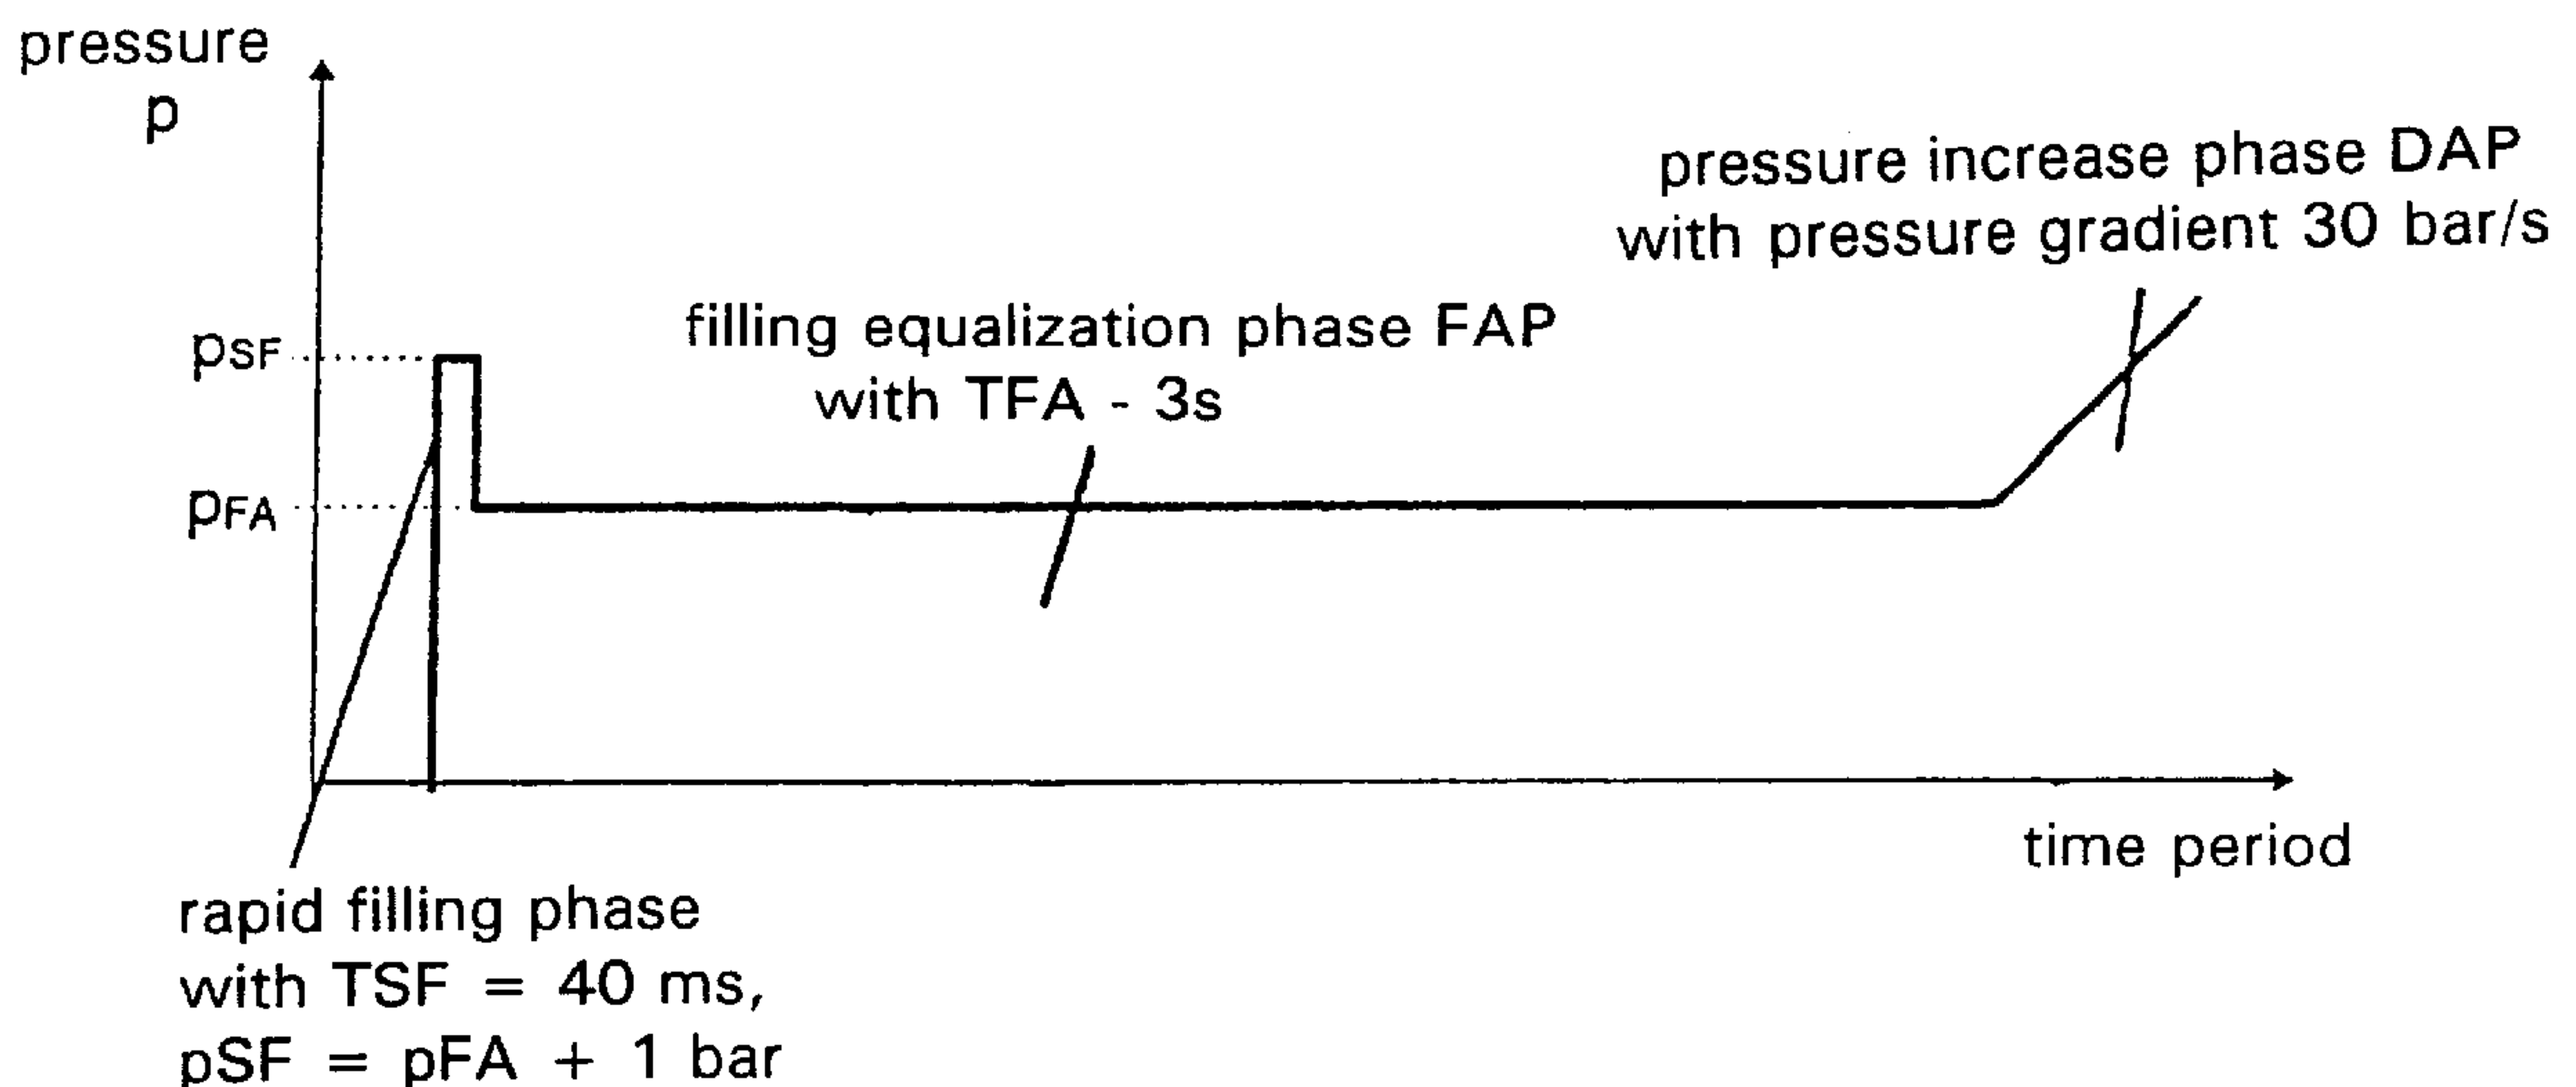 pressure
p
pressure increase phase DAP
with pressure gradient 30 bar/s
filling equalization phase FAP
with TFA - 3s
pSF
pFA
time period
rapid filling phase
with TSF = 40 ms,
pSF = pFA + 1 bar